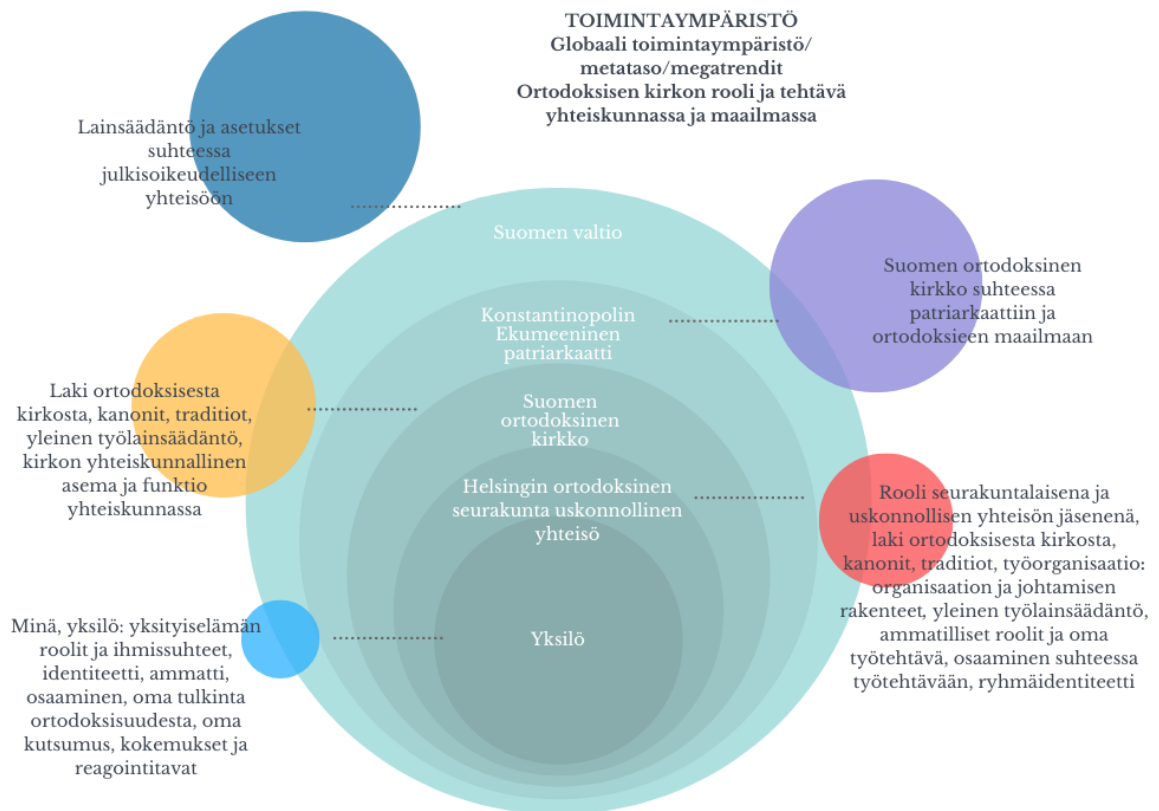 TOIMINTAYMPÄRISTÖ
Globaali toimintaympäristö/
metataso/megatrendit
Ortodoksisen kirkon rooli ja tehtävä
yhteiskunnassa ja maailmassa
Lainsäädäntö ja asetukset
suhteessa
julkisoikeudelliseen
yhteisöön
Suomen valtio
Suomen ortodoksinen
kirkko suhteessa
patriarkaattiin ja
ortodoksieen maailmaan
Konstantinopolin
Ekumeeninen
patriarkaatti
Laki ortodoksisesta
kirkosta, kanonit, traditiot,
yleinen työlainsäädäntö,
kirkon yhteiskunnallinen
asema ja funktio
yhteiskunnassa
Suomen
ortodoksinen
kirkko
Helsingin ortodoksinen
seurakunta uskonnollinen
yhteisö
Rooli seurakuntalaisena ja
uskonnollisen yhteisön jäsenenä,
laki ortodoksisesta kirkosta,
kanonit, traditiot, työorganisaatio:
organisaation ja johtamisen
rakenteet, yleinen työlainsäädäntö,
ammatilliset roolit ja oma
työtehtävä, osaaminen suhteessa
työtehtävään, ryhmäidentiteetti
Minä, yksilö: yksityiselämän
roolit ja ihmissuhteet,
identiteetti, ammatti,
osaaminen, oma tulkinta
ortodoksisuudesta, oma
kutsumus, kokemukset ja
reagointitavat
Yksilö